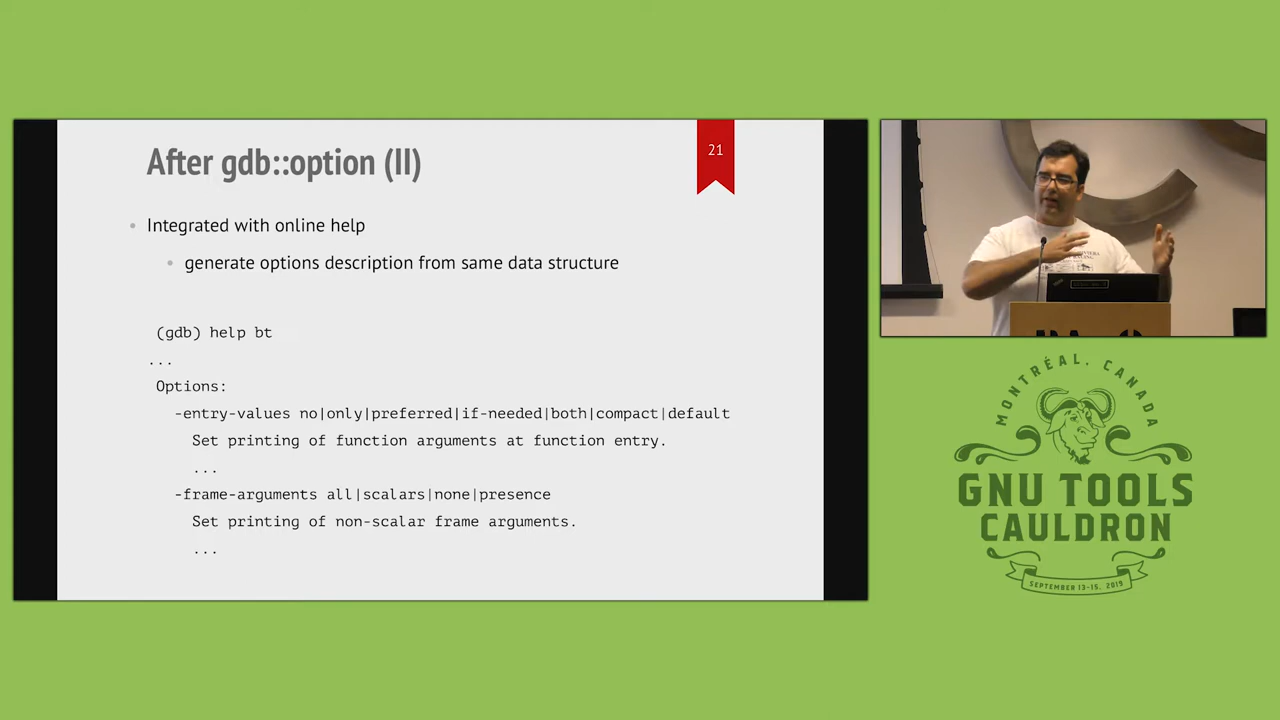 After gdb::option (II)
21
• Integrated with online help
• generate options description from same data structure
(gdb) help bt
...
Options:
-entry-values no|only|preferred|if-needed|both|compact|default
Set printing of function arguments at function entry.
...
-frame-arguments all|scalars|none|presence
Set printing of non-scalar frame arguments.
...
MONTRÉAL, CANADA
GNU TOOLS
CAULDRON
SEPTEMBER 13-15, 2019